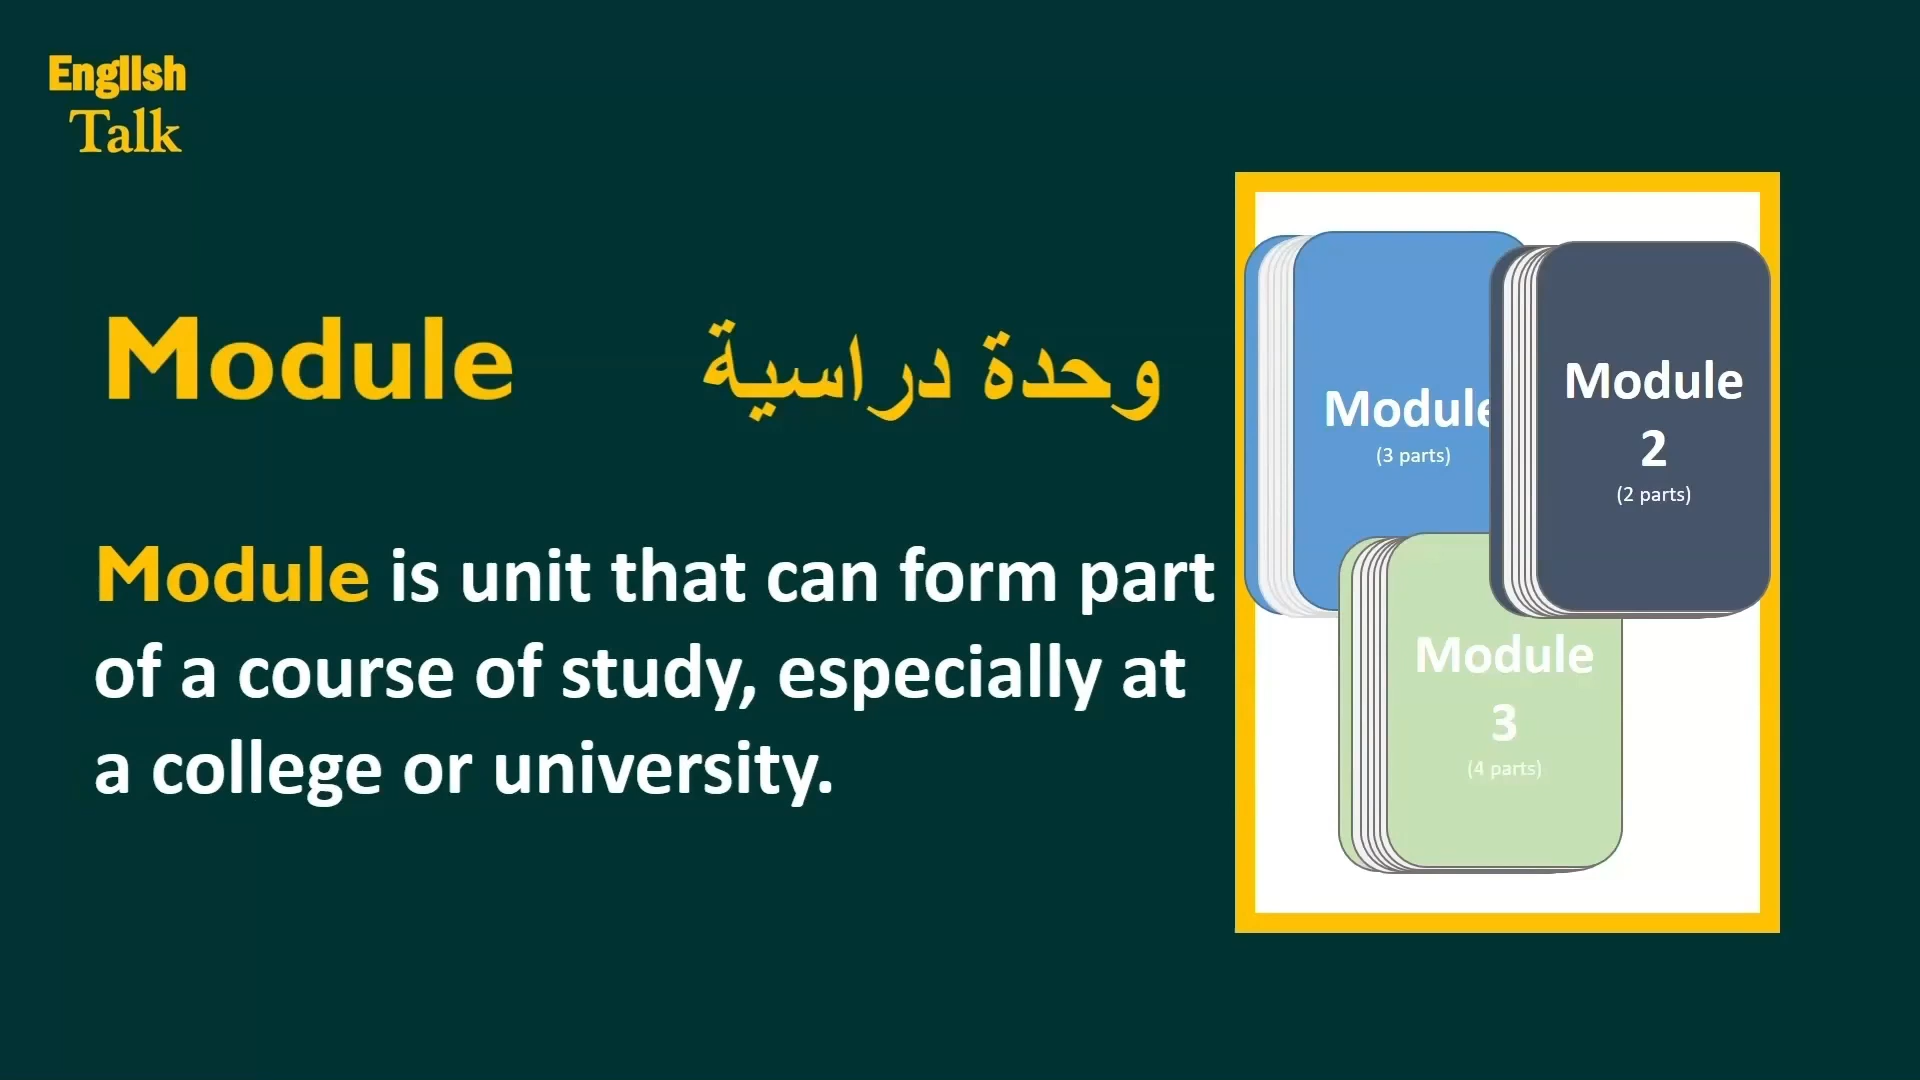 English
Talk
Module
وحدة دراسية
Module is unit that can form part
of a course of study, especially at
a college or university.
Module
(3 parts)
Module
2
(2 parts)
Module
3
(4 parts)